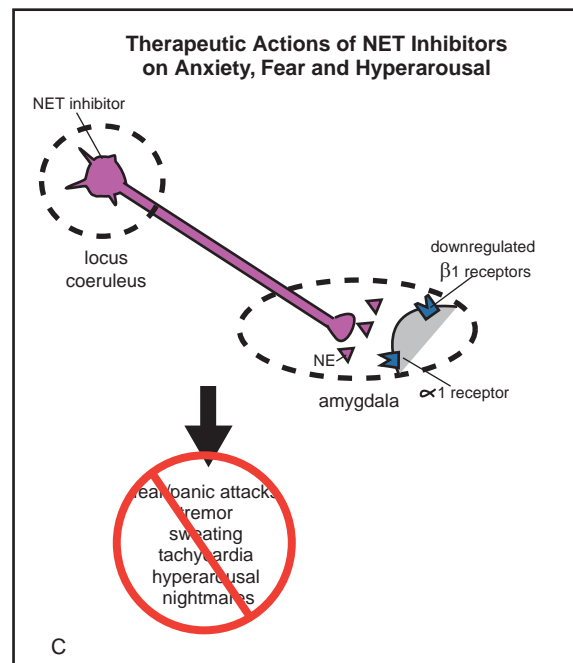 Therapeutic Actions of NET Inhibitors
on Anxiety, Fear and Hyperarousal
NET inhibitor
locus
coeruleus
downregulated
β1 receptors
NE
α1 receptor
amygdala
fear/panic attacks
tremor
sweating
tachycardia
hyperarousal
nightmares
C